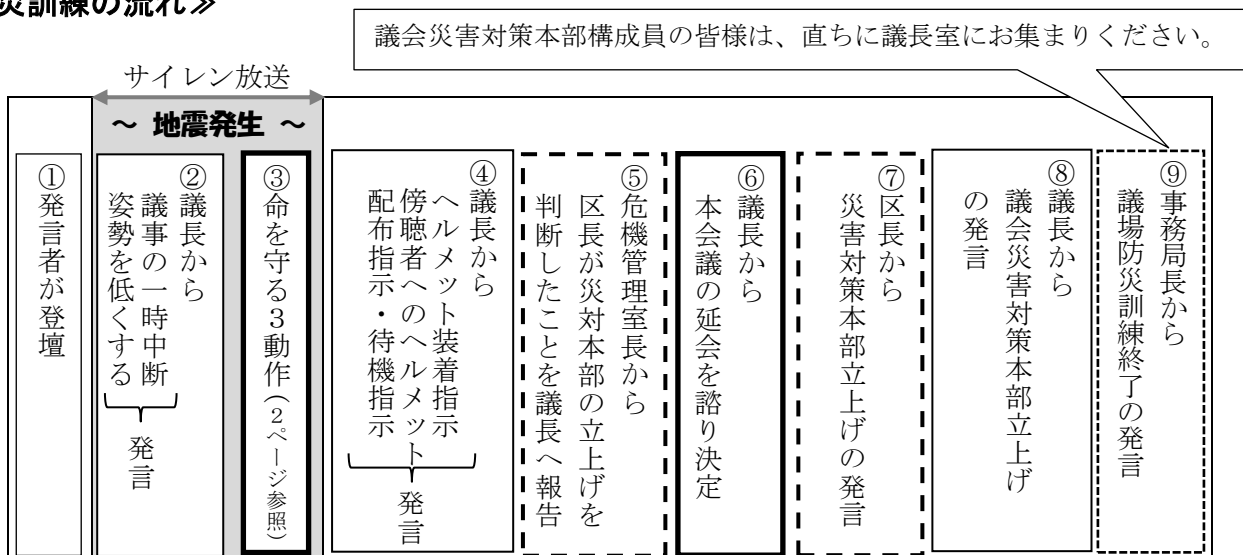 災訓練の流れ≫
議会災害対策本部構成員の皆様は、直ちに議長室にお集まりください。
サイレン放送
～ 地震発生 ～
①発言者が登壇
②議長から
議事の一時中断
姿勢を低くする
発言
③命を守る３動作（２ページ参照）
④議長から
ヘルメット装着指示
傍聴者へのヘルメット
配布指示・待機指示
発言
⑤危機管理室長から
区長が災対本部の立上げを
判断したことを議長へ報告
⑥議長から
本会議の延会を諮り決定
⑦区長から
災害対策本部立上げの発言
⑧議長から
議会災害対策本部立上げ
の発言
⑨事務局長から
議場防災訓練終了の発言